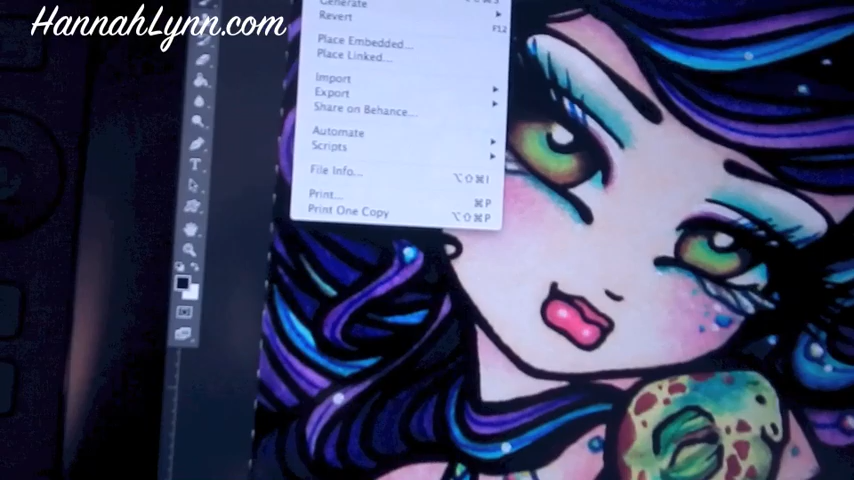 HannahLynn.com
Generate
Revert
F12
Place Embedded...
Place Linked...
Import
Export
Share on Behance...
Automate
Scripts
File Info...
⌥⇧⌘I
Print...
⌘P
Print One Copy
⌥⇧⌘P
T